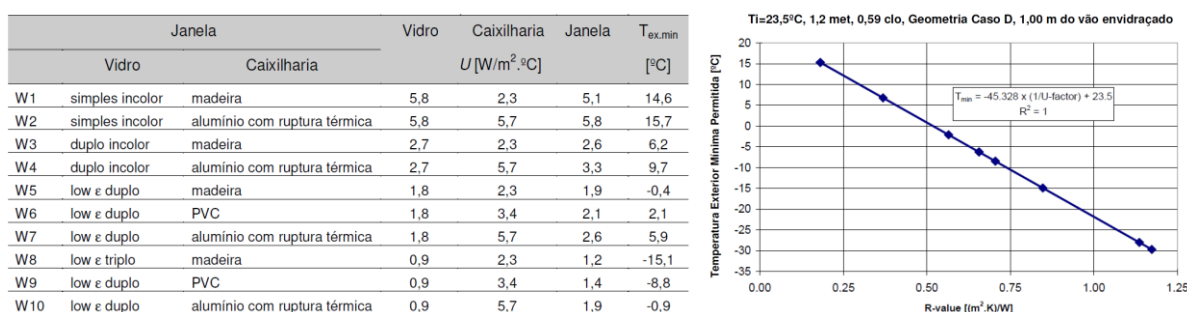 Janela Vidro Caixilharia Janela Tex.min
Vidro Caixilharia U [W/m².ºC] [ºC]
W1 simples incolor madeira 5,8 2,3 5,1 14,6
W2 simples incolor alumínio com ruptura térmica 5,8 5,7 5,8 15,7
W3 duplo incolor madeira 2,7 2,3 2,6 6,2
W4 duplo incolor alumínio com ruptura térmica 2,7 5,7 3,3 9,7
W5 low ε duplo madeira 1,8 2,3 1,9 -0,4
W6 low ε duplo PVC 1,8 3,4 2,1 2,1
W7 low ε duplo alumínio com ruptura térmica 1,8 5,7 2,6 5,9
W8 low ε triplo madeira 0,9 2,3 1,2 -15,1
W9 low ε duplo PVC 0,9 3,4 1,4 -8,8
W10 low ε duplo alumínio com ruptura térmica 0,9 5,7 1,9 -0,9
Ti=23,5ºC, 1,2 met, 0,59 clo, Geometria Caso D, 1,00 m do vão envidraçado
Temperatura Exterior Mínima Permitida [ºC]
20
15
10
5
0
-5
-10
-15
-20
-25
-30
-35
Tmin = -45.328 x (1/U-factor) + 23.5
R² = 1
0.00 0.25 0.50 0.75 1.00 1.25
R-value [(m².K)/W]